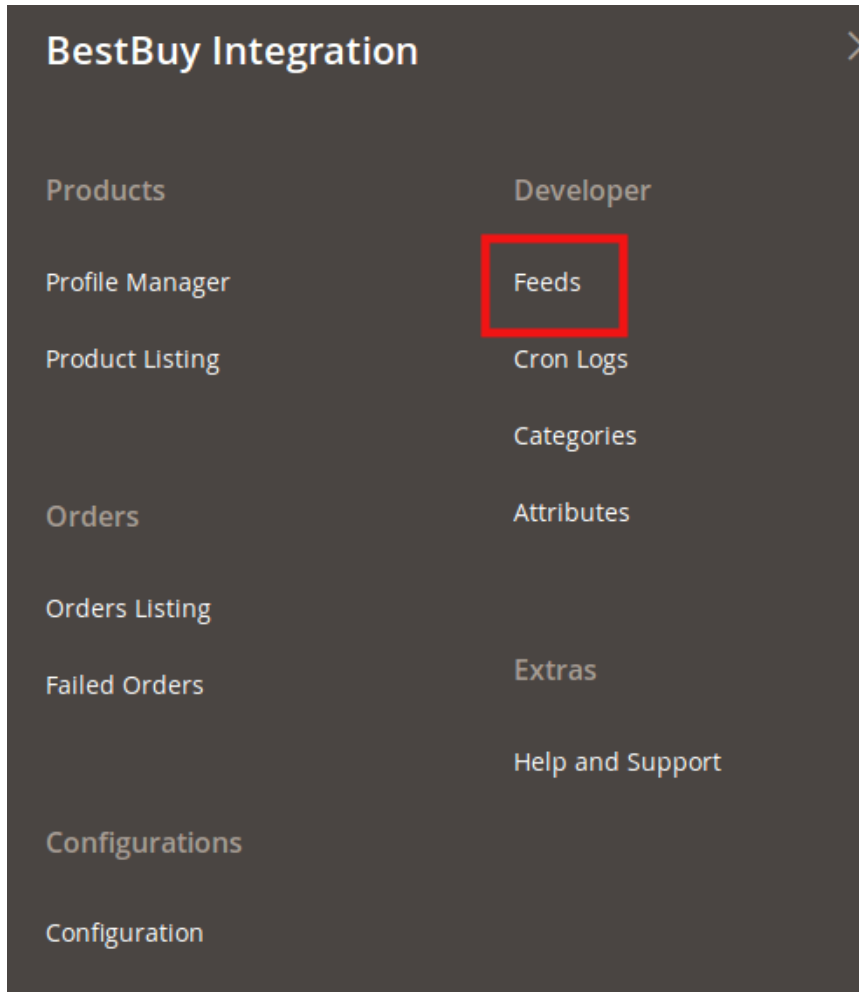 BestBuy Integration
Products
Profile Manager
Product Listing
Orders
Orders Listing
Failed Orders
Configurations
Configuration
Developer
Feeds
Cron Logs
Categories
Attributes
Extras
Help and Support